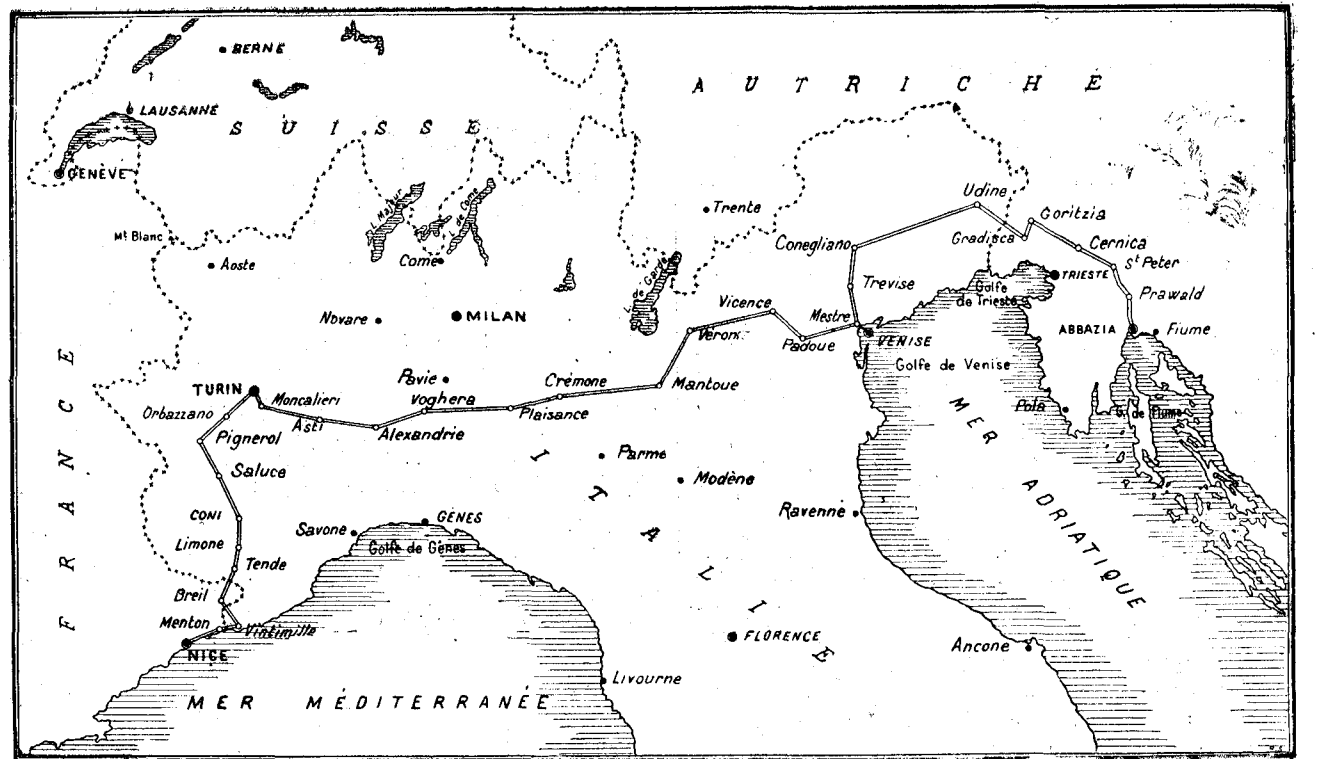 BERNE
LAUSANNE
SUISSE
GENÈVE
AUTRICHE
Mt Blanc
Aoste
L. Majeur
L. de Come
Come
Trente
Udine
Goritzia
Conegliano
Gradisca
Cernica
St Peter
TRIESTE
Golfe
de Trieste
Prawald
L. de Garde
Trevise
Novare
MILAN
Vicence
Mestre
VENISE
Verone
Padoue
ABBAZIA
Fiume
Golfe de Venise
FRANCE
TURIN
Moncalieri
Pavie
Voghera
Crémone
Mantoue
Orbazzano
Asti
Alexandrie
Plaisance
Pola
G. de Fiume
Pignerol
Saluce
ITALIE
Parme
Modène
MER ADRIATIQUE
CONI
Savone
GÈNES
Golfe de Gènes
Ravenne
Limone
Tende
Breil
Menton
Vintimille
NICE
FLORENCE
Ancone
Livourne
MER MÉDITERRANÉE